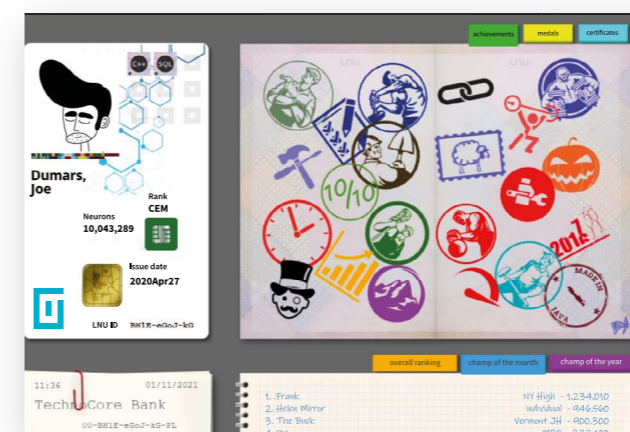 achievements
medals
certificates
C++
SQL
Dumars,
Joe
Rank
CEM
Neurons
10,043,289
Issue date
2020Apr27
LNU ID
BH1E-eGoJ-kG
LNU
LNU
10/10
2017
MADE IN
JAVA
overall ranking
champ of the month
champ of the year
11:36
01/11/2021
TechnoCore Bank
00-BH1E-eGoJ-kG-PL
1. Frank
NY High - 1,234,010
2. Helen Mirror
individual - 946,560
3. The Buck
Vermont JH - 900,300